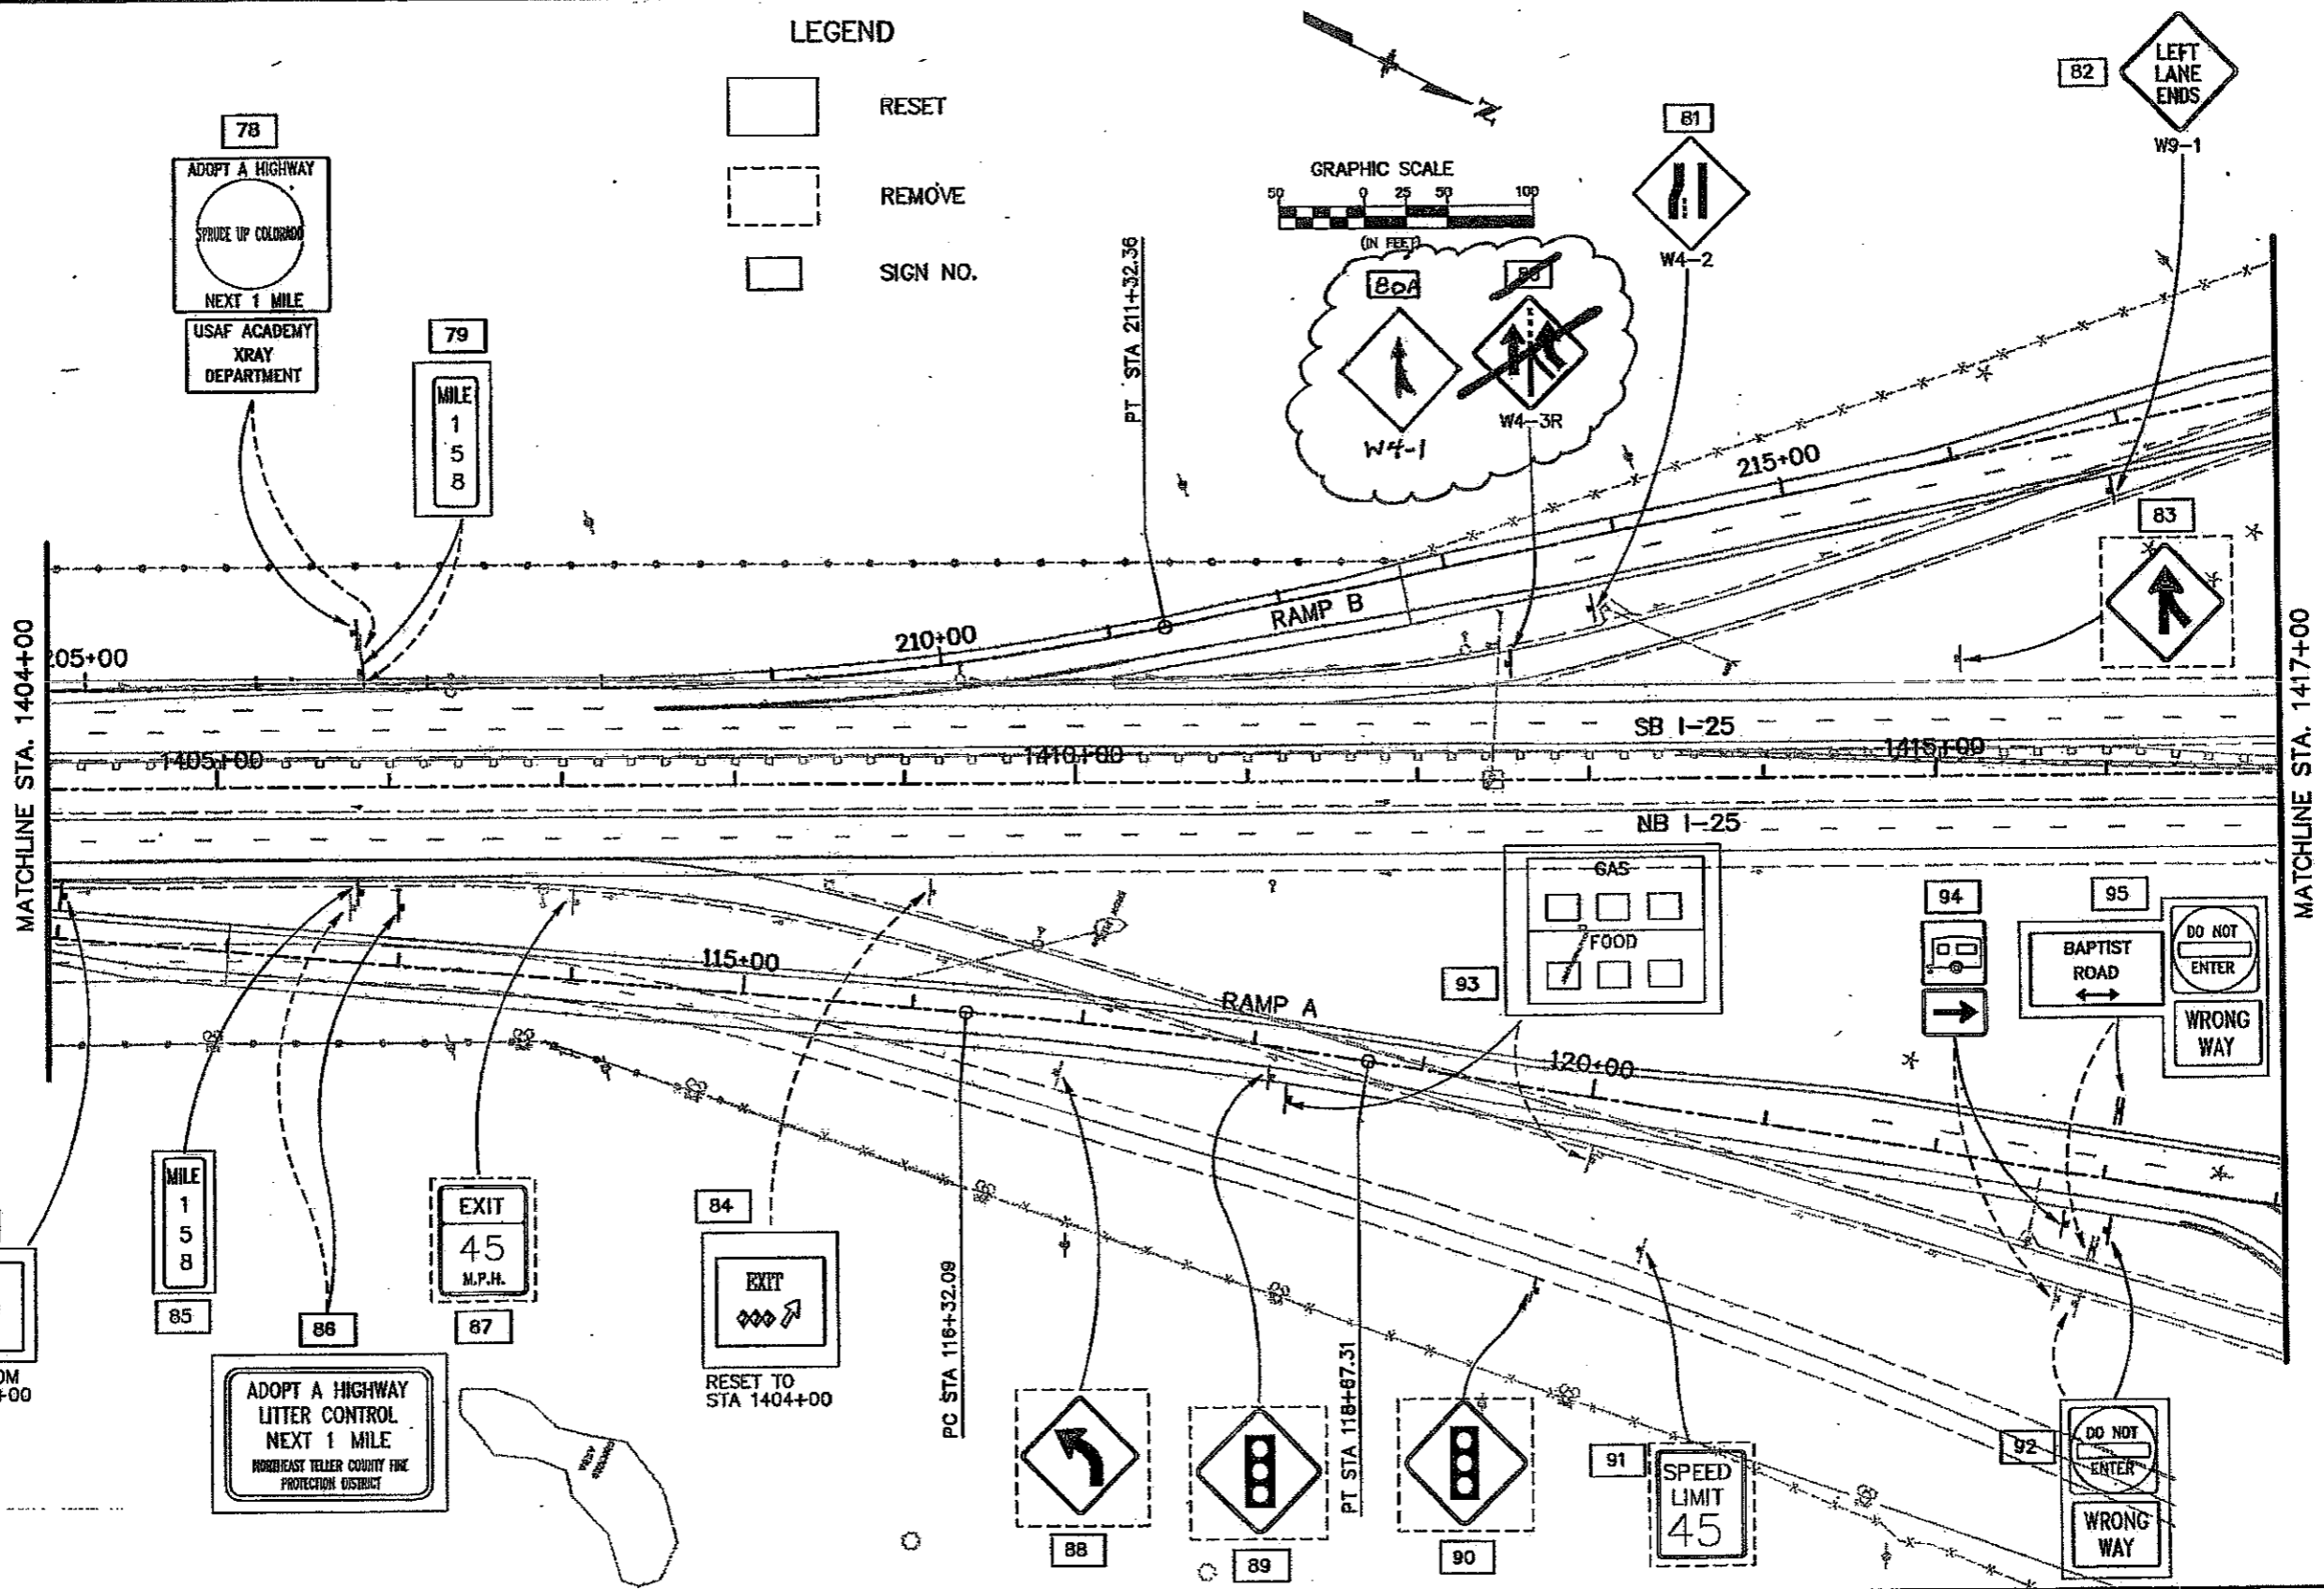 LEGEND
RESET
REMOVE
SIGN NO.
78
ADOPT A HIGHWAY
SPRUCE UP COLORADO
NEXT 1 MILE
USAF ACADEMY
XRAY
DEPARTMENT
79
MILE
1
5
8
N
GRAPHIC SCALE
50 0 25 50 100
(IN FEET)
PT STA 211+32.36
80A
W4-1
80
W4-3R
81
W4-2
82
LEFT
LANE
ENDS
W9-1
83
MATCHLINE STA. 1404+00
MATCHLINE STA. 1417+00
205+00
210+00
RAMP B
215+00
SB I-25
1405+00
1410+00
1415+00
NB I-25
115+00
RAMP A
120+00
93
GAS
FOOD
94
95
BAPTIST
ROAD
DO NOT
ENTER
WRONG
WAY
MILE
1
5
8
85
86
ADOPT A HIGHWAY
LITTER CONTROL
NEXT 1 MILE
NORTHEAST TELLER COUNTY FIRE
PROTECTION DISTRICT
EXIT
45
M.P.H.
87
84
EXIT
RESET TO
STA 1404+00
OM
+00
PC STA 116+32.09
PT STA 118+67.31
88
89
90
91
SPEED
LIMIT
45
92
DO NOT
ENTER
WRONG
WAY